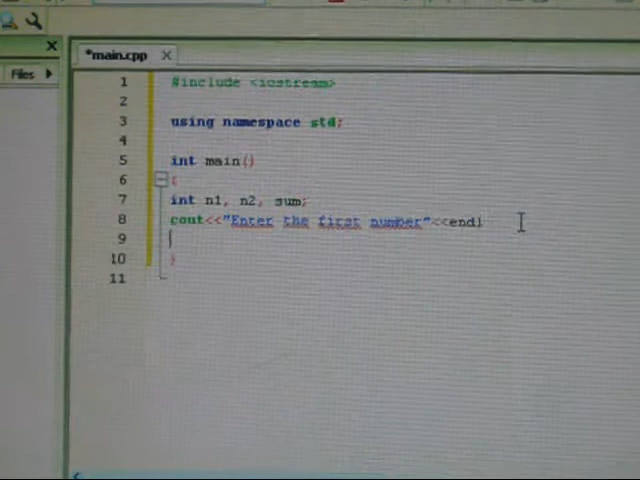 *main.cpp
Files
1 #include <iostream>
2
3 using namespace std;
4
5 int main()
6 {
7 int n1, n2, sum;
8 cout<<"Enter the first number"<<endl
9
10 }
11